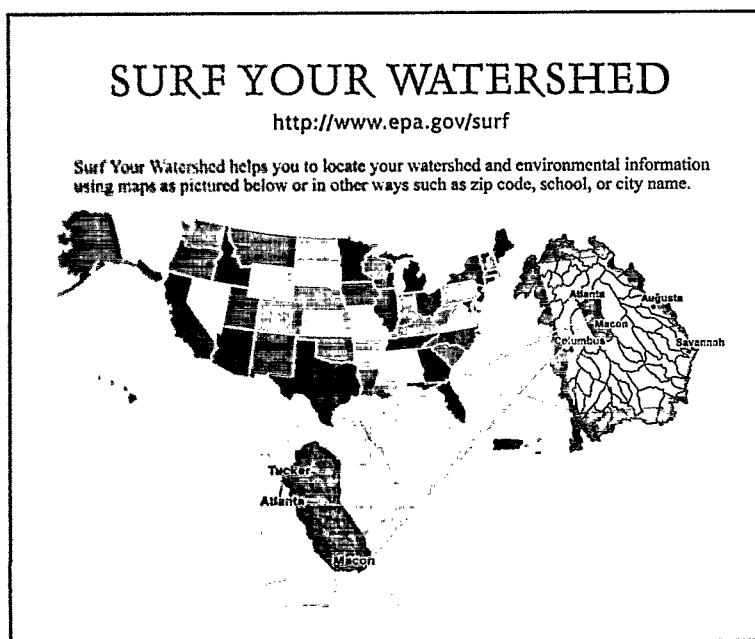 SURF YOUR WATERSHED
http://www.epa.gov/surf
Surf Your Watershed helps you to locate your watershed and environmental information
using maps as pictured below or in other ways such as zip code, school, or city name.
Atlanta
Augusta
Macon
Columbus
Savannah
Tucker
Atlanta
Macon